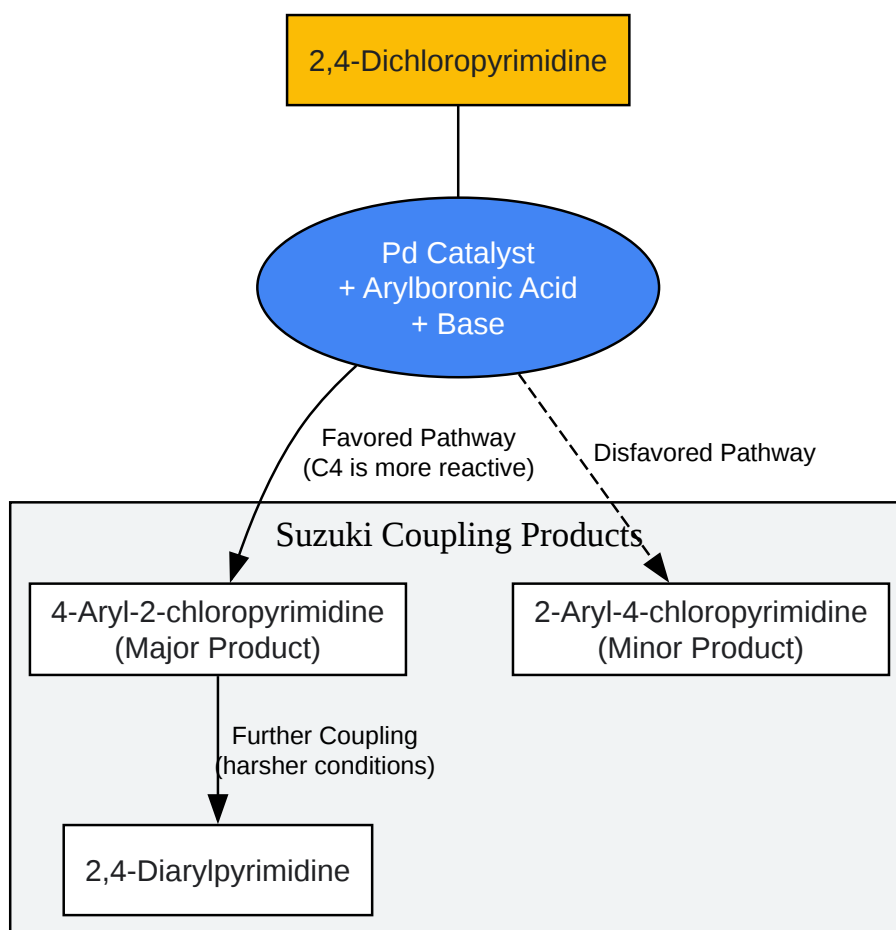 2,4-Dichloropyrimidine
Pd Catalyst
+ Arylboronic Acid
+ Base
Favored Pathway
(C4 is more reactive)
Disfavored Pathway
Suzuki Coupling Products
4-Aryl-2-chloropyrimidine
(Major Product)
2-Aryl-4-chloropyrimidine
(Minor Product)
Further Coupling
(harsher conditions)
2,4-Diarylpyrimidine